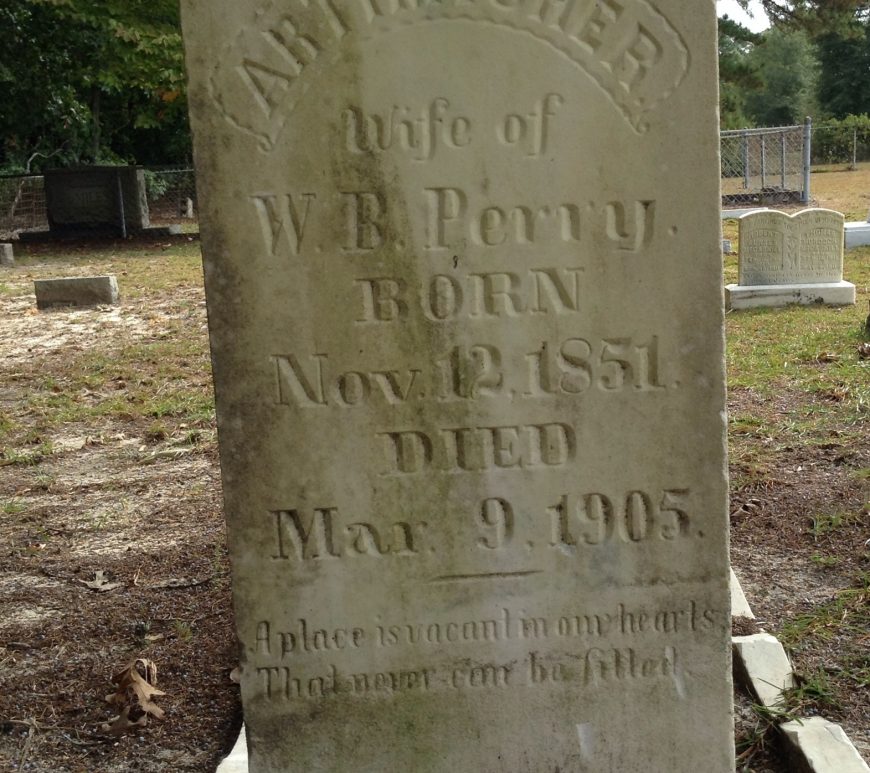 Wife of
W. B. Perry.
BORN
Nov. 12, 1851.
DIED
Mar. 9, 1905.
A place is vacant in our hearts
That never can be filled.